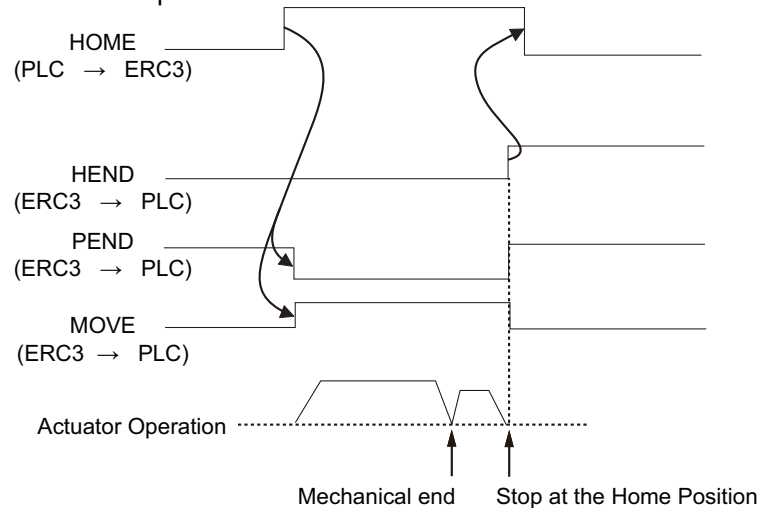 HOME
(PLC → ERC3)
HEND
(ERC3 → PLC)
PEND
(ERC3 → PLC)
MOVE
(ERC3 → PLC)
Actuator Operation
Mechanical end
Stop at the Home Position